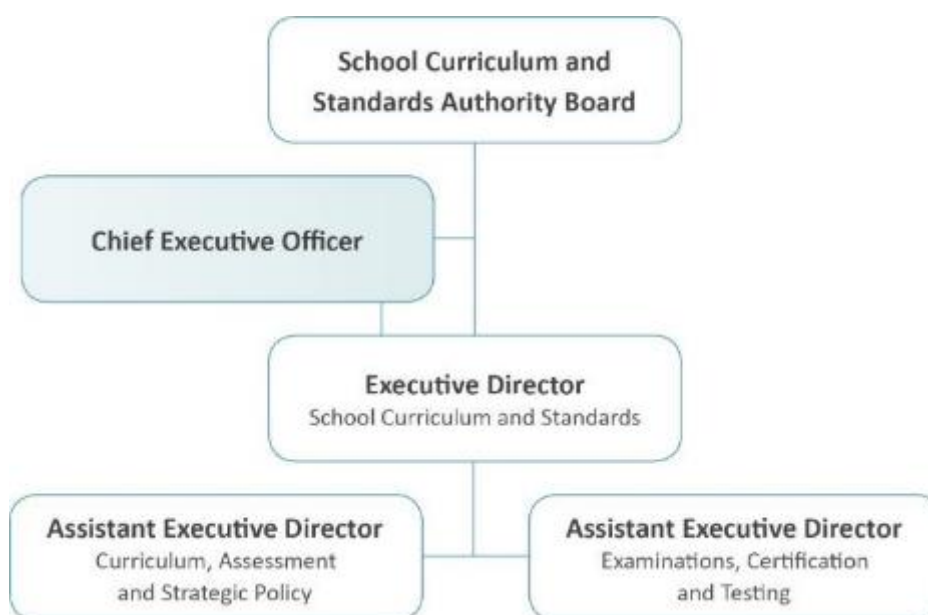 School Curriculum and
Standards Authority Board
Chief Executive Officer
Executive Director
School Curriculum and Standards
Assistant Executive Director
Curriculum, Assessment
and Strategic Policy
Assistant Executive Director
Examinations, Certification
and Testing